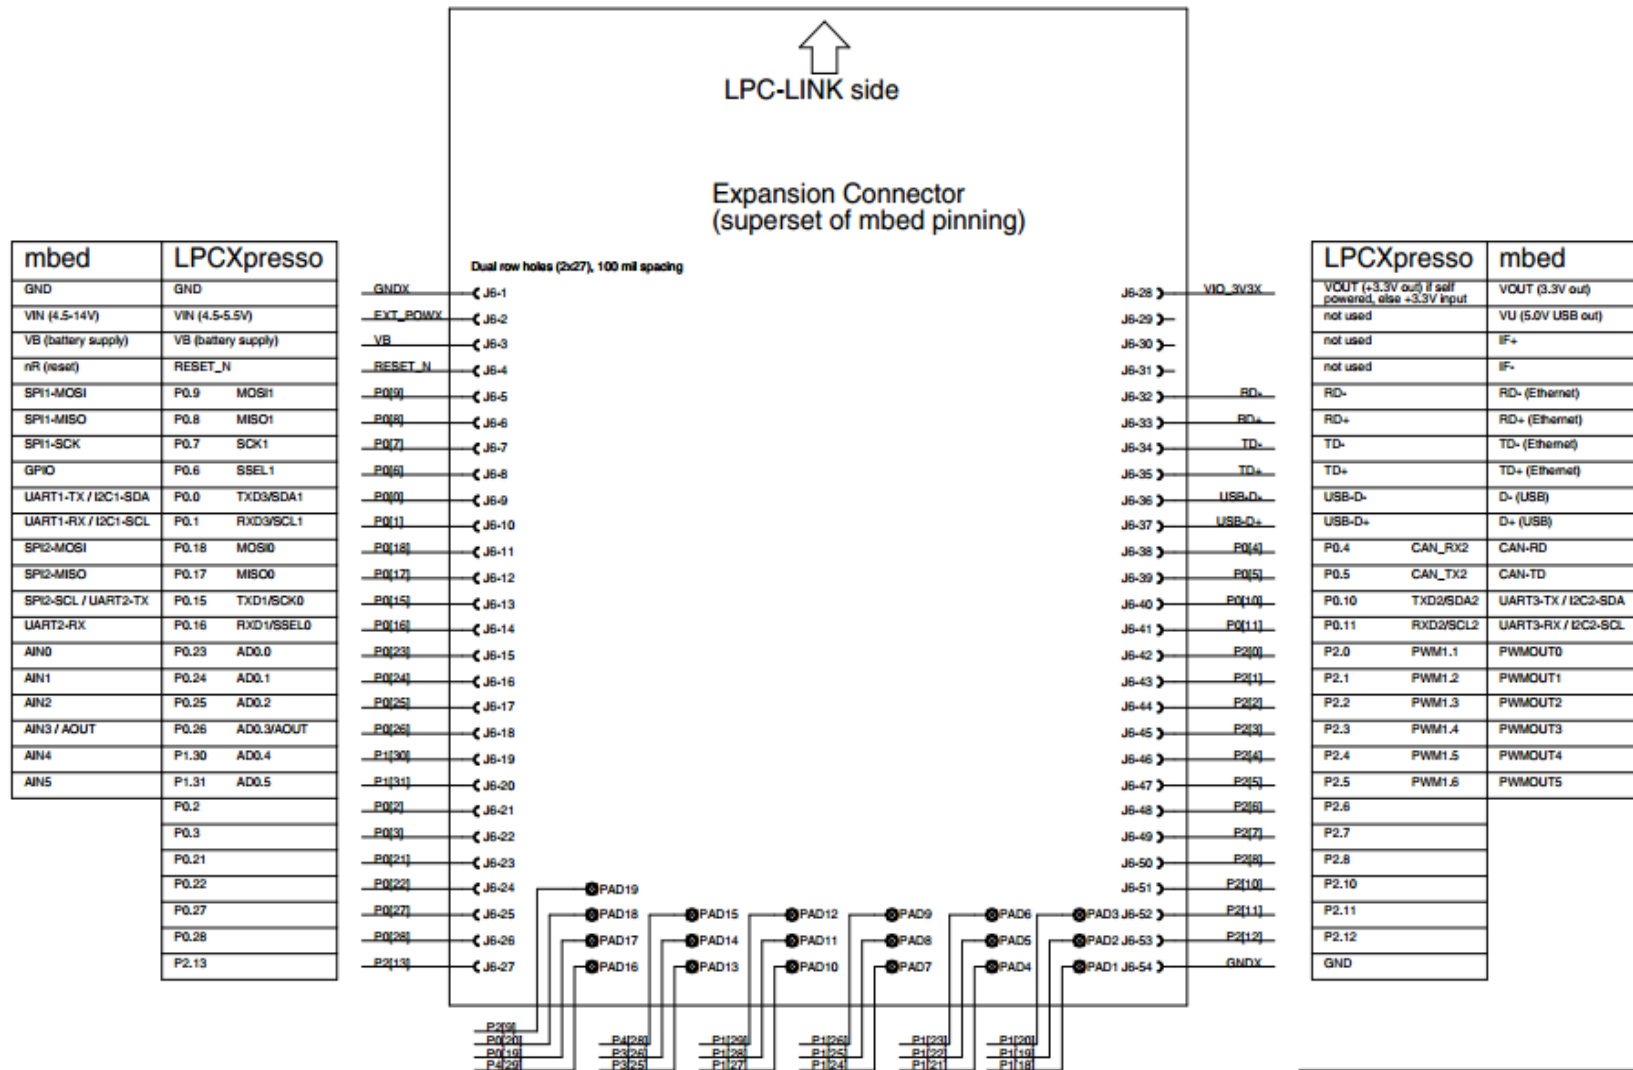 LPC-LINK side
Expansion Connector
(superset of mbed pinning)
Dual row holes (2x27), 100 mil spacing
mbed LPCXpresso
GND GND GNDX J6-1
VIN (4.5-14V) VIN (4.5-5.5V) EXT_POWX J6-2
VB (battery supply) VB (battery supply) VB J6-3
nR (reset) RESET_N RESET_N J6-4
SPI1-MOSI P0.9 MOSI1 P0[9] J6-5
SPI1-MISO P0.8 MISO1 P0[8] J6-6
SPI1-SCK P0.7 SCK1 P0[7] J6-7
GPIO P0.6 SSEL1 P0[6] J6-8
UART1-TX / I2C1-SDA P0.0 TXD3/SDA1 P0[0] J6-9
UART1-RX / I2C1-SCL P0.1 RXD3/SCL1 P0[1] J6-10
SPI2-MOSI P0.18 MOSI0 P0[18] J6-11
SPI2-MISO P0.17 MISO0 P0[17] J6-12
SPI2-SCL / UART2-TX P0.15 TXD1/SCK0 P0[15] J6-13
UART2-RX P0.16 RXD1/SSEL0 P0[16] J6-14
AIN0 P0.23 AD0.0 P0[23] J6-15
AIN1 P0.24 AD0.1 P0[24] J6-16
AIN2 P0.25 AD0.2 P0[25] J6-17
AIN3 / AOUT P0.26 AD0.3/AOUT P0[26] J6-18
AIN4 P1.30 AD0.4 P1[30] J6-19
AIN5 P1.31 AD0.5 P1[31] J6-20
P0.2 P0[2] J6-21
P0.3 P0[3] J6-22
P0.21 P0[21] J6-23
P0.22 P0[22] J6-24
P0.27 P0[27] J6-25
P0.28 P0[28] J6-26
P2.13 P2[13] J6-27
LPCXpresso mbed
J6-28 VIO_3V3X VOUT (+3.3V out) if self
powered, else +3.3V input VOUT (3.3V out)
J6-29 not used VU (5.0V USB out)
J6-30 not used IF+
J6-31 not used IF-
J6-32 RD- RD- RD- (Ethernet)
J6-33 RD+ RD+ RD+ (Ethernet)
J6-34 TD- TD- TD- (Ethernet)
J6-35 TD+ TD+ TD+ (Ethernet)
J6-36 USB-D- USB-D- D- (USB)
J6-37 USB-D+ USB-D+ D+ (USB)
J6-38 P0[4] P0.4 CAN_RX2 CAN-RD
J6-39 P0[5] P0.5 CAN_TX2 CAN-TD
J6-40 P0[10] P0.10 TXD2/SDA2 UART3-TX / I2C2-SDA
J6-41 P0[11] P0.11 RXD2/SCL2 UART3-RX / I2C2-SCL
J6-42 P2[0] P2.0 PWM1.1 PWMOUT0
J6-43 P2[1] P2.1 PWM1.2 PWMOUT1
J6-44 P2[2] P2.2 PWM1.3 PWMOUT2
J6-45 P2[3] P2.3 PWM1.4 PWMOUT3
J6-46 P2[4] P2.4 PWM1.5 PWMOUT4
J6-47 P2[5] P2.5 PWM1.6 PWMOUT5
J6-48 P2[6] P2.6
J6-49 P2[7] P2.7
J6-50 P2[8] P2.8
J6-51 P2[10] P2.10
J6-52 P2[11] P2.11
J6-53 P2[12] P2.12
J6-54 GNDX GND
PAD19
PAD18 PAD15 PAD12 PAD9 PAD6 PAD3
PAD17 PAD14 PAD11 PAD8 PAD5 PAD2
PAD16 PAD13 PAD10 PAD7 PAD4 PAD1
P2[9]
P0[20] P4[28] P1[29] P1[26] P1[23] P1[20]
P0[19] P3[26] P1[28] P1[25] P1[22] P1[19]
P4[29] P3[25] P1[27] P1[24] P1[21] P1[18]